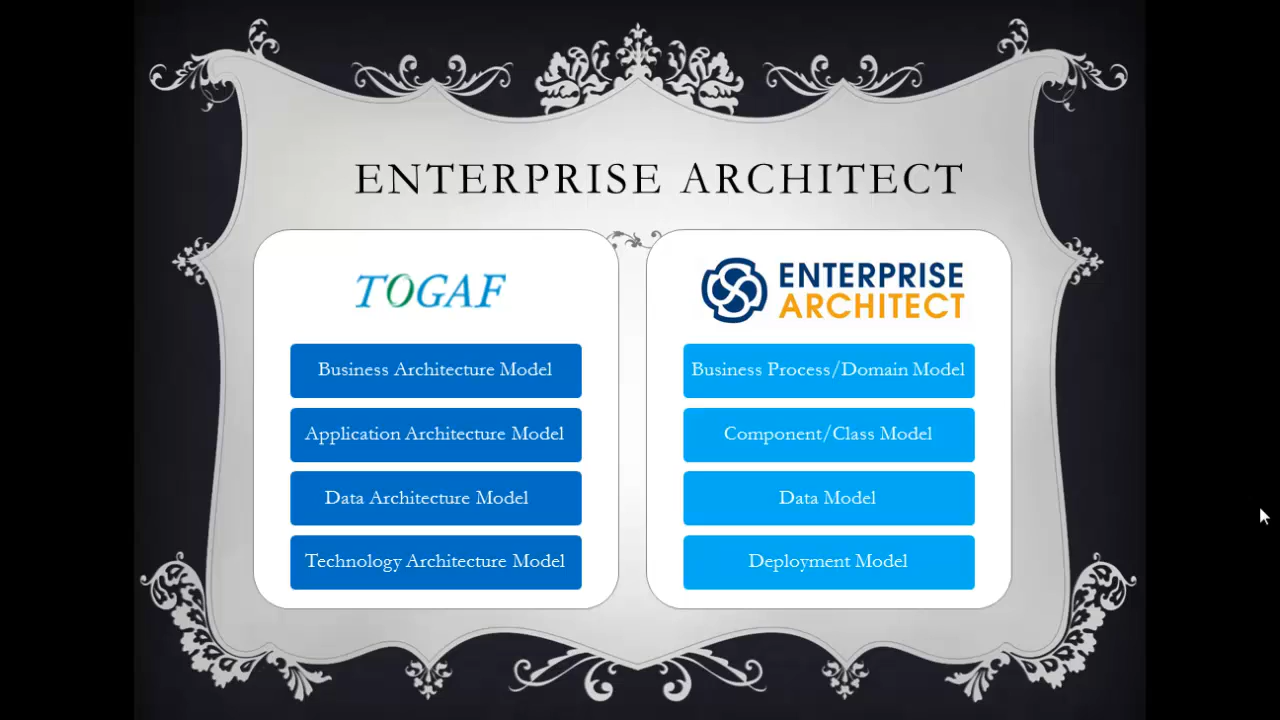 ENTERPRISE ARCHITECT
TOGAF
Business Architecture Model
Application Architecture Model
Data Architecture Model
Technology Architecture Model
ENTERPRISE
ARCHITECT
Business Process/Domain Model
Component/Class Model
Data Model
Deployment Model